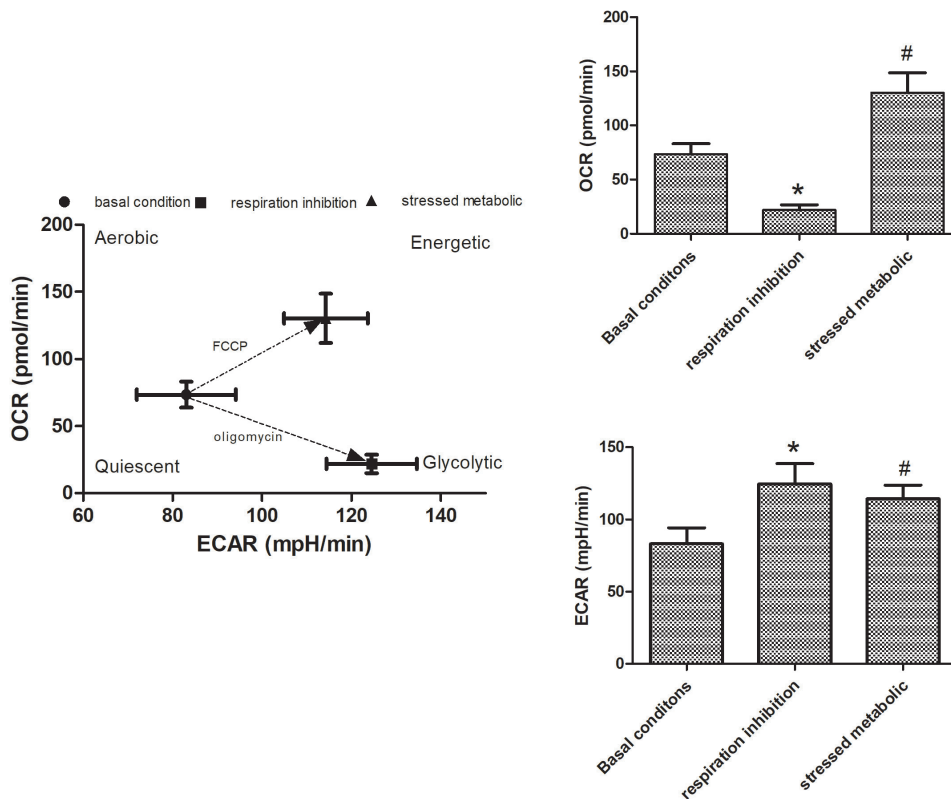 basal condition
respiration inhibition
stressed metabolic
OCR (pmol/min)
200
150
100
50
0
Aerobic
Energetic
FCCP
oligomycin
Quiescent
Glycolytic
60
80
100
120
140
ECAR (mpH/min)
OCR (pmol/min)
200
150
100
50
0
*
#
Basal conditons
respiration inhibition
stressed metabolic
ECAR (mpH/min)
150
100
50
0
*
#
Basal conditons
respiration inhibition
stressed metabolic